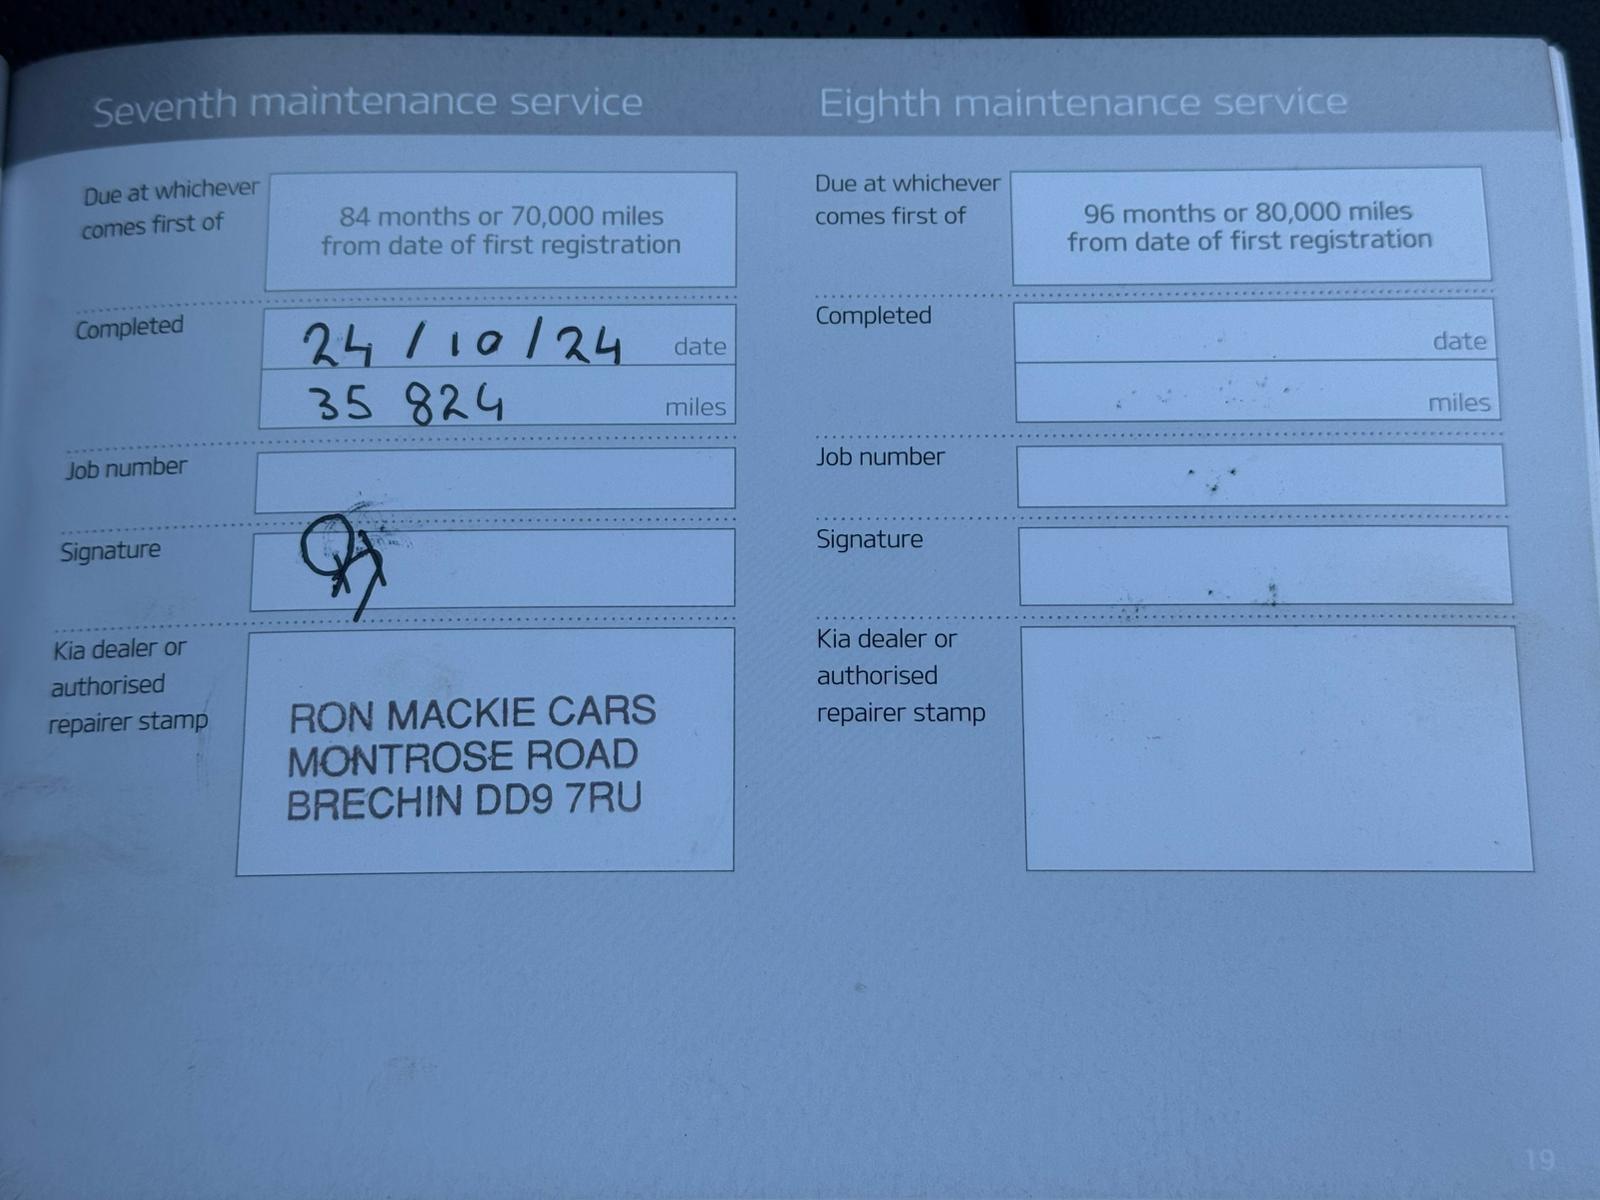 Seventh maintenance service
Due at whichever comes first of
84 months or 70,000 miles
from date of first registration
Completed
24/10/24 date
35 824 miles
Job number
Signature
Kia dealer or
authorised
repairer stamp
RON MACKIE CARS
MONTROSE ROAD
BRECHIN DD9 7RU
Eighth maintenance service
Due at whichever
comes first of
96 months or 80,000 miles
from date of first registration
Completed
date
miles
Job number
Signature
Kia dealer or
authorised
repairer stamp
19